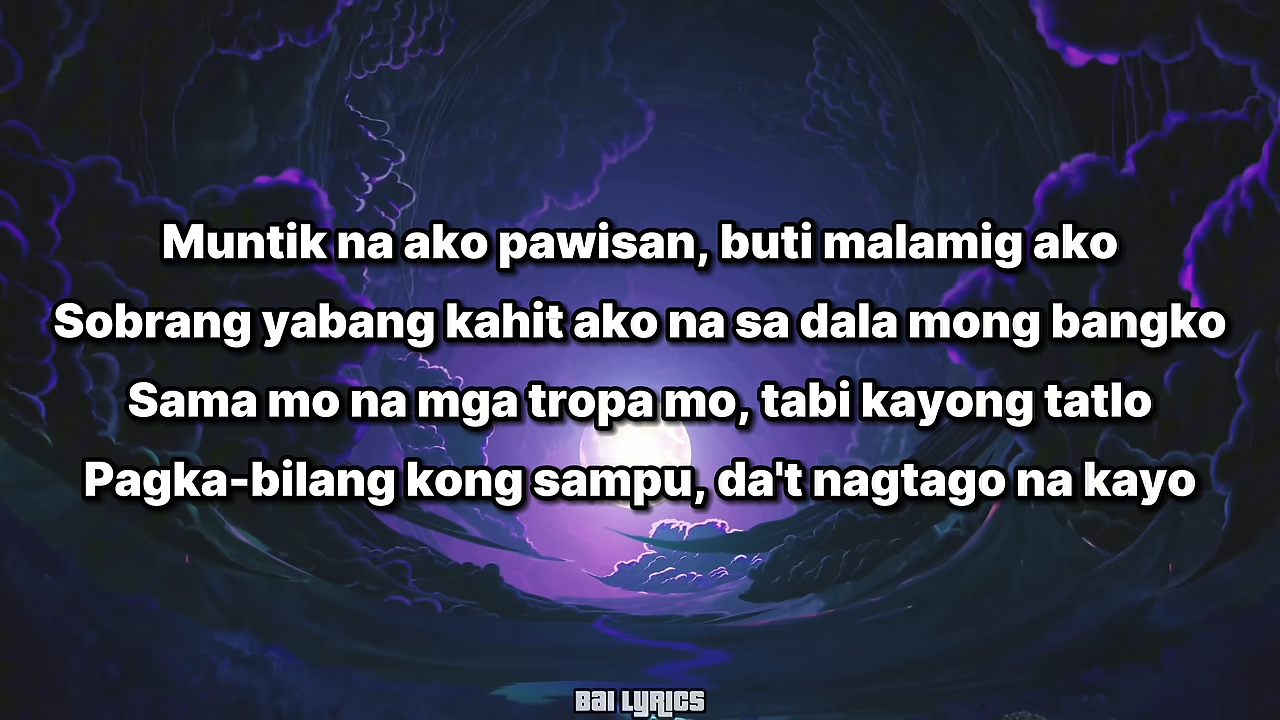 Muntik na ako pawisan, buti malamig ako
Sobrang yabang kahit ako na sa dala mong bangko
Sama mo na mga tropa mo, tabi kayong tatlo
Pagka-bilang kong sampu, da't nagtago na kayo
BAI LYRICS